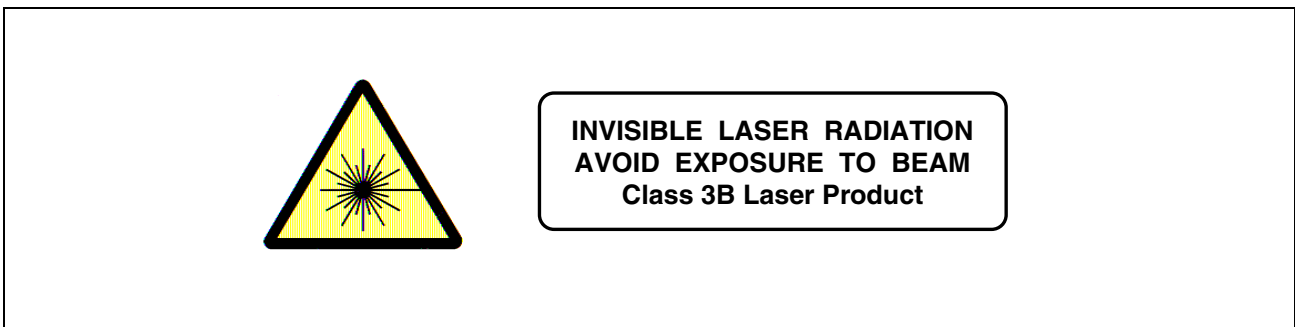 INVISIBLE LASER RADIATION
AVOID EXPOSURE TO BEAM
Class 3B Laser Product